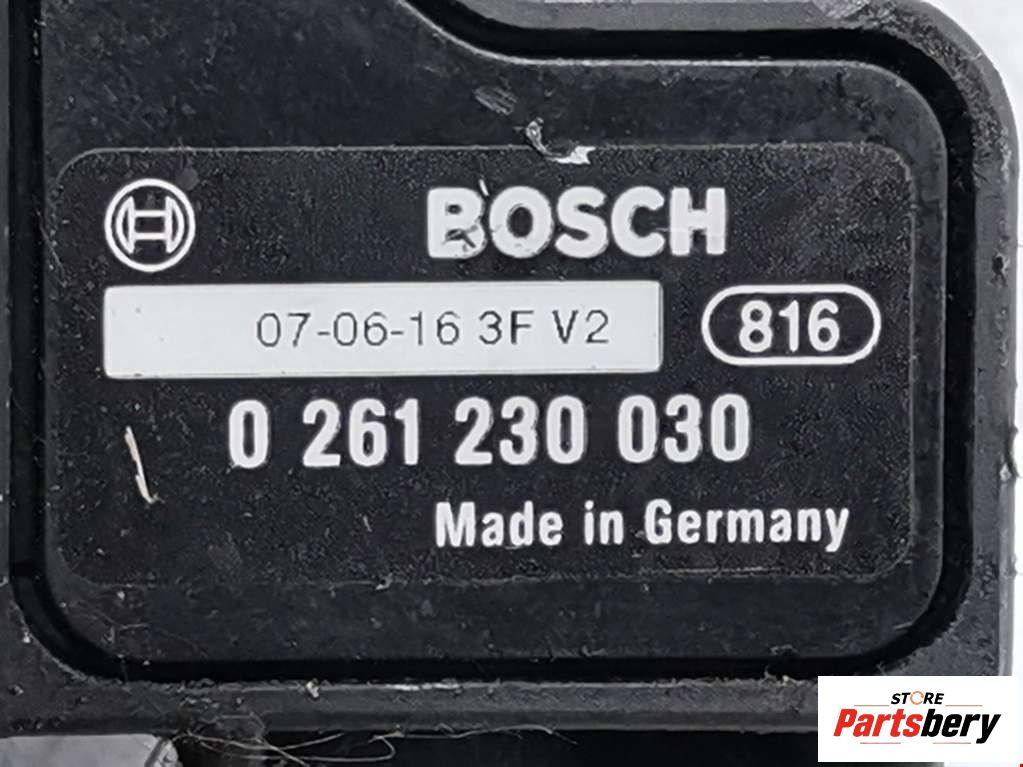 BOSCH
07-06-16 3F V2
816
0 261 230 030
Made in Germany
STORE
Partsbery